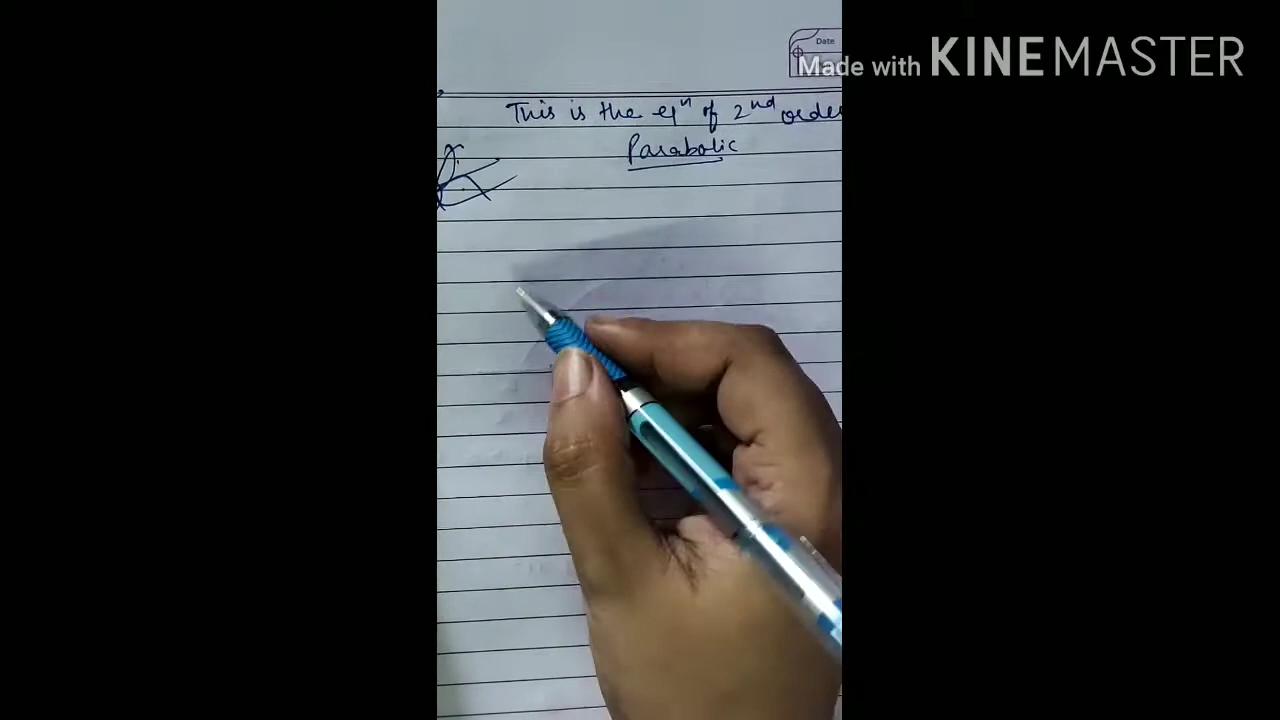 Date
Made with KINEMASTER
This is the eqⁿ of 2nd order
Parabolic